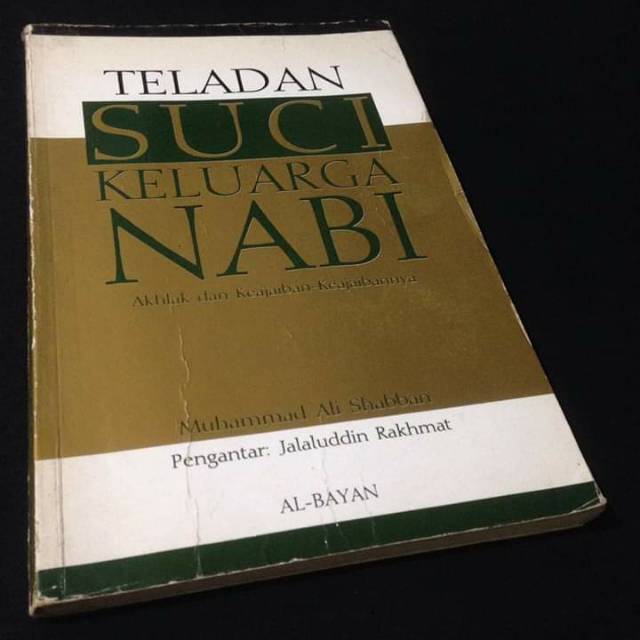 TELADAN
SUCI
KELUARGA
NABI
Akhlak dan Keajaiban-Keajaibannya
Muhammad Ali Shabban
Pengantar: Jalaluddin Rakhmat
AL-BAYAN